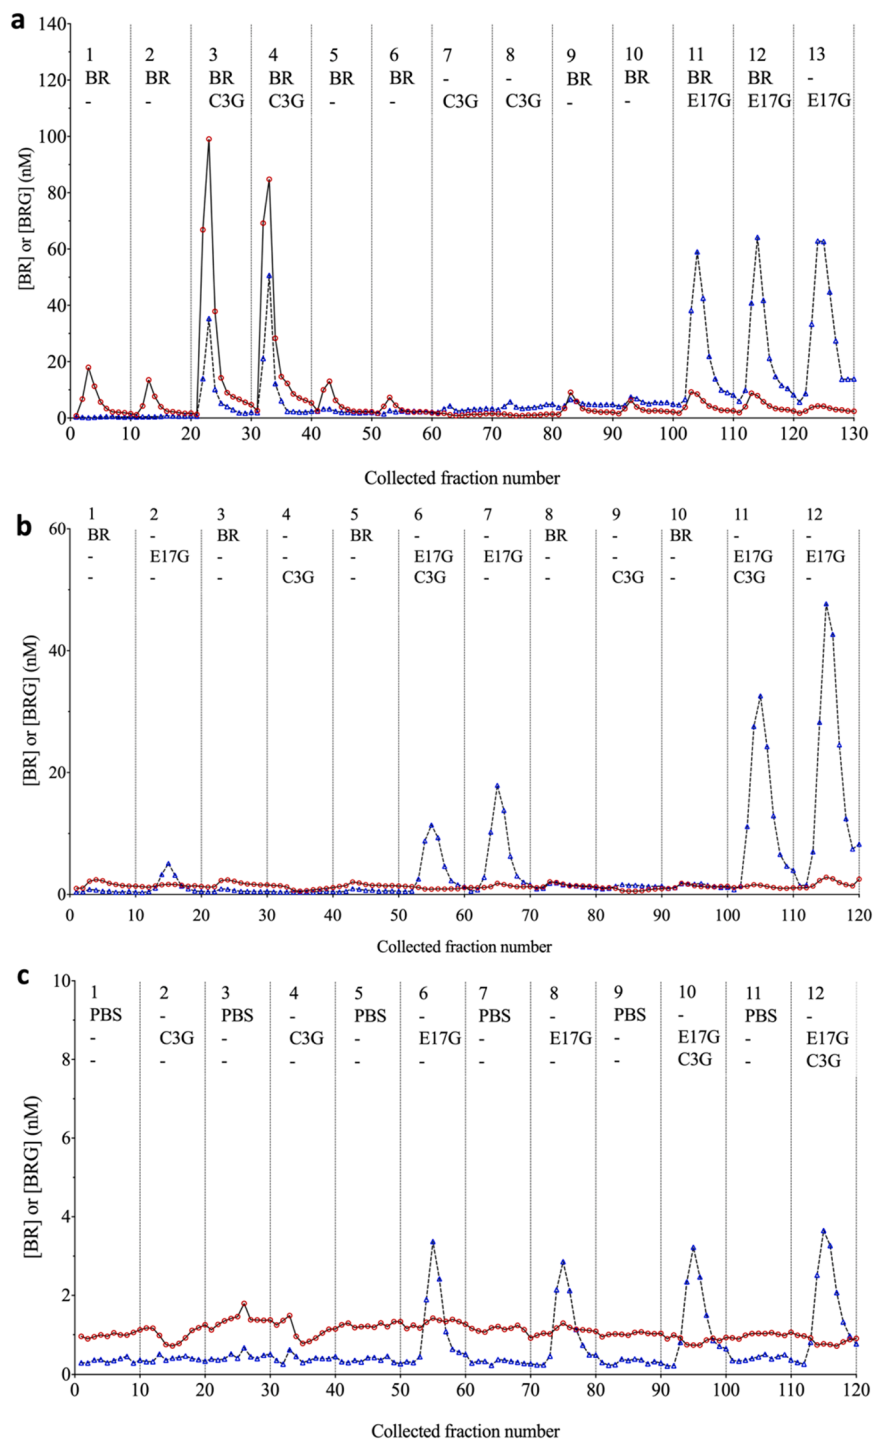 a
140
120
100
80
60
40
20
0
[BR] or [BRG] (nM)
1 2 3 4 5 6 7 8 9 10 11 12 13
BR BR BR BR BR BR - - BR BR BR BR -
- - C3G C3G - - C3G C3G - - E17G E17G E17G
0 10 20 30 40 50 60 70 80 90 100 110 120 130
Collected fraction number
b
60
40
20
0
[BR] or [BRG] (nM)
1 2 3 4 5 6 7 8 9 10 11 12
BR - BR - BR - - BR - BR - -
- E17G - - - E17G E17G - - - E17G E17G
- - - C3G - C3G - - C3G - C3G -
0 10 20 30 40 50 60 70 80 90 100 110 120
Collected fraction number
c
10
8
6
4
2
0
[BR] or [BRG] (nM)
1 2 3 4 5 6 7 8 9 10 11 12
PBS - PBS - PBS - PBS - PBS - PBS -
- C3G - C3G - E17G - E17G - E17G - E17G
- - - - - - - - - C3G - C3G
0 10 20 30 40 50 60 70 80 90 100 110 120
Collected fraction number